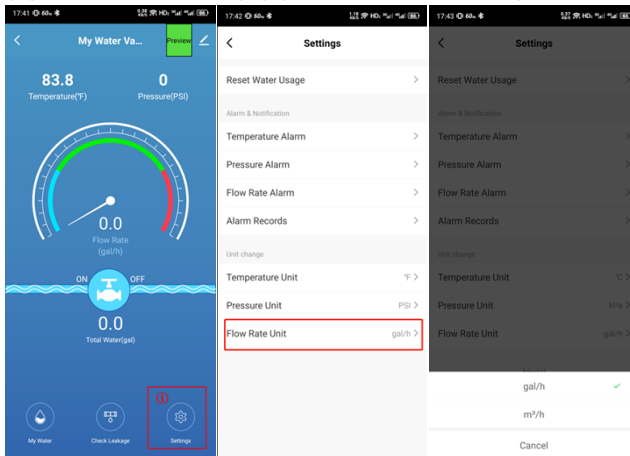 17:41
My Water Va...
Preview
83.8
0
Temperature(°F)
Pressure(PSI)
0.0
Flow Rate
(gal/h)
ON
OFF
0.0
Total Water(gal)
①
My Water
Check Leakage
Settings
17:42
Settings
Reset Water Usage
Alarm & Notification
Temperature Alarm
Pressure Alarm
Flow Rate Alarm
Alarm Records
Unit change
Temperature Unit
°F
Pressure Unit
PSI
Flow Rate Unit
gal/h
17:43
Settings
Reset Water Usage
Alarm & Notification
Temperature Alarm
Pressure Alarm
Flow Rate Alarm
Alarm Records
Unit change
Temperature Unit
°C
Pressure Unit
kPa
Flow Rate Unit
gal/h
gal/h
m³/h
Cancel